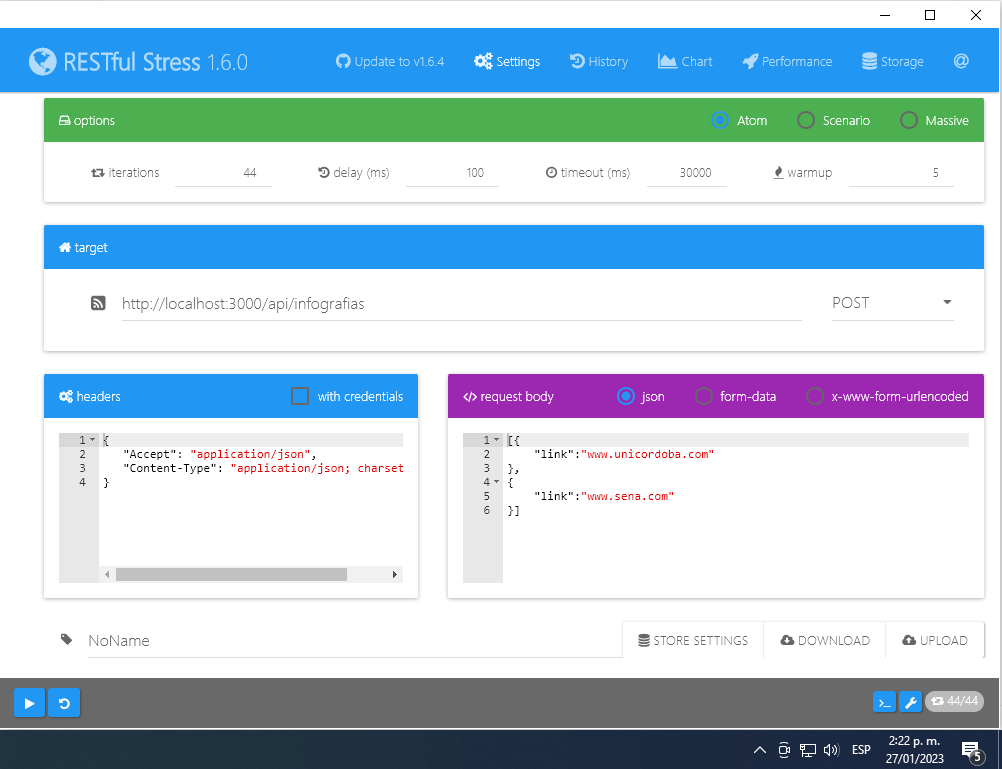 RESTful Stress 1.6.0
Update to v1.6.4 Settings History Chart Performance Storage @
options Atom Scenario Massive
iterations 44 delay (ms) 100 timeout (ms) 30000 warmup 5
target
http://localhost:3000/api/infografias POST
headers with credentials
1 {
2 "Accept": "application/json",
3 "Content-Type": "application/json; charset
4 }
</> request body json form-data x-www-form-urlencoded
1 [{
2 "link":"www.unicordoba.com"
3 },
4 {
5 "link":"www.sena.com"
6 }]
NoName STORE SETTINGS DOWNLOAD UPLOAD
44/44
ESP 2:22 p. m.
27/01/2023
5